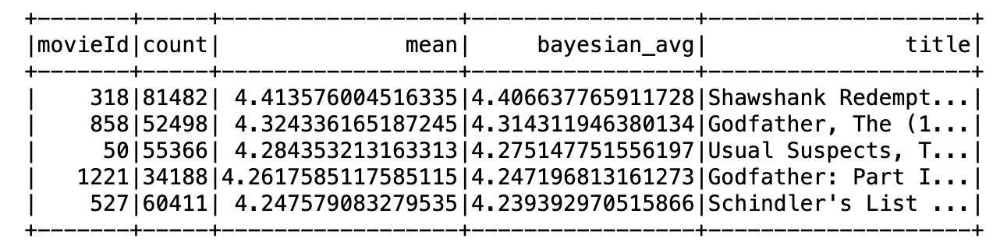 +-------+-----+------------------+-----------------+--------------------+
|movieId|count|              mean|     bayesian_avg|               title|
+-------+-----+------------------+-----------------+--------------------+
|    318|81482| 4.413576004516335|4.406637765911728|Shawshank Redempt...|
|    858|52498| 4.324336165187245|4.314311946380134|Godfather, The (1...|
|     50|55366| 4.284353213163313|4.275147751556197|Usual Suspects, T...|
|   1221|34188|4.2617585117585115|4.247196813161273|Godfather: Part I...|
|    527|60411| 4.247579083279535|4.239392970515866|Schindler's List ...|
+-------+-----+------------------+-----------------+--------------------+